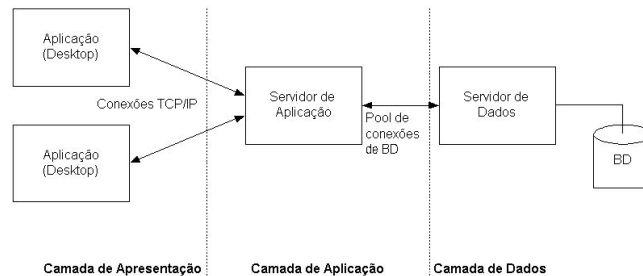 Aplicação
(Desktop)
Conexões TCP/IP
Aplicação
(Desktop)
Servidor de
Aplicação
Pool de
conexões
de BD
Servidor de
Dados
BD
Camada de Apresentação
Camada de Aplicação
Camada de Dados